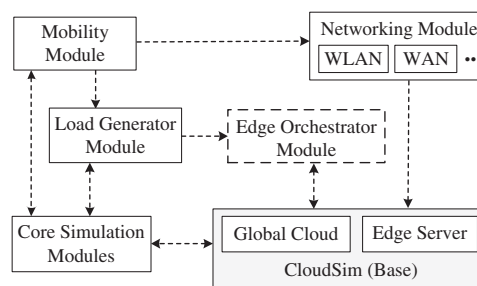 Mobility
Module
Networking Module
WLAN WAN ••
Load Generator
Module
Edge Orchestrator
Module
Core Simulation
Modules
Global Cloud Edge Server
CloudSim (Base)